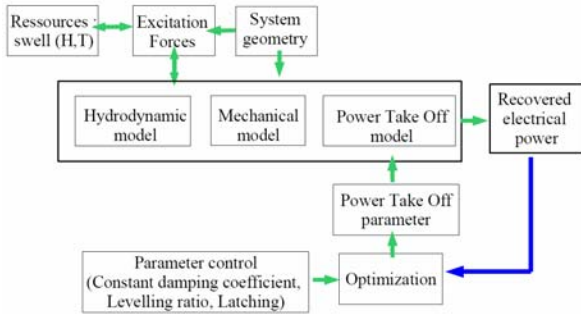 Ressources :
swell (H,T)
Excitation
Forces
System
geometry
Hydrodynamic
model
Mechanical
model
Power Take Off
model
Recovered
electrical
power
Power Take Off
parameter
Parameter control
(Constant damping coefficient,
Levelling ratio, Latching)
Optimization